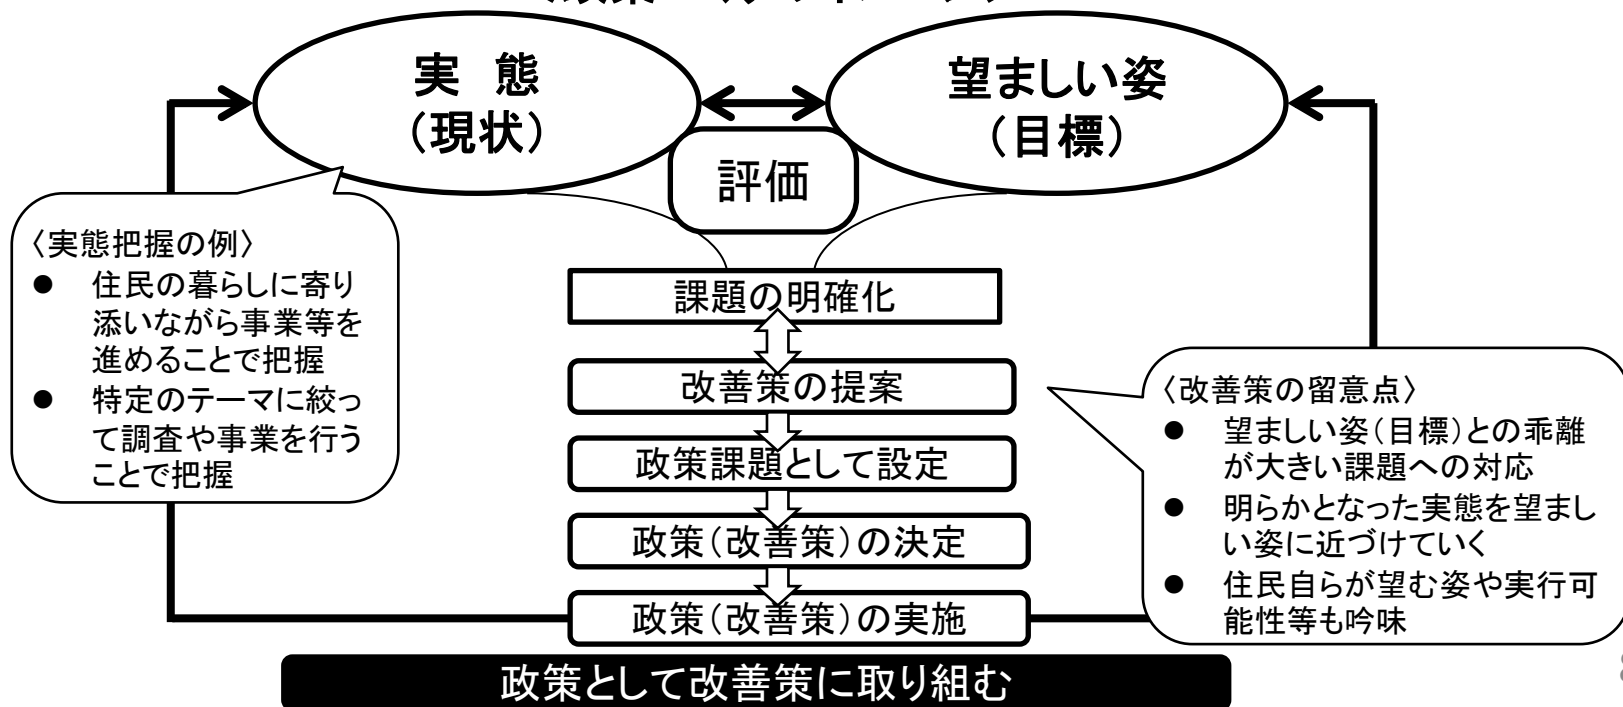 実 態
（現状）
望ましい姿
（目標）
評価
〈実態把握の例〉
● 住民の暮らしに寄り
添いながら事業等を
進めることで把握
● 特定のテーマに絞っ
て調査や事業を行う
ことで把握
課題の明確化
改善策の提案
政策課題として設定
政策（改善策）の決定
政策（改善策）の実施
〈改善策の留意点〉
● 望ましい姿（目標）との乖離
が大きい課題への対応
● 明らかとなった実態を望まし
い姿に近づけていく
● 住民自らが望む姿や実行可
能性等も吟味
政策として改善策に取り組む